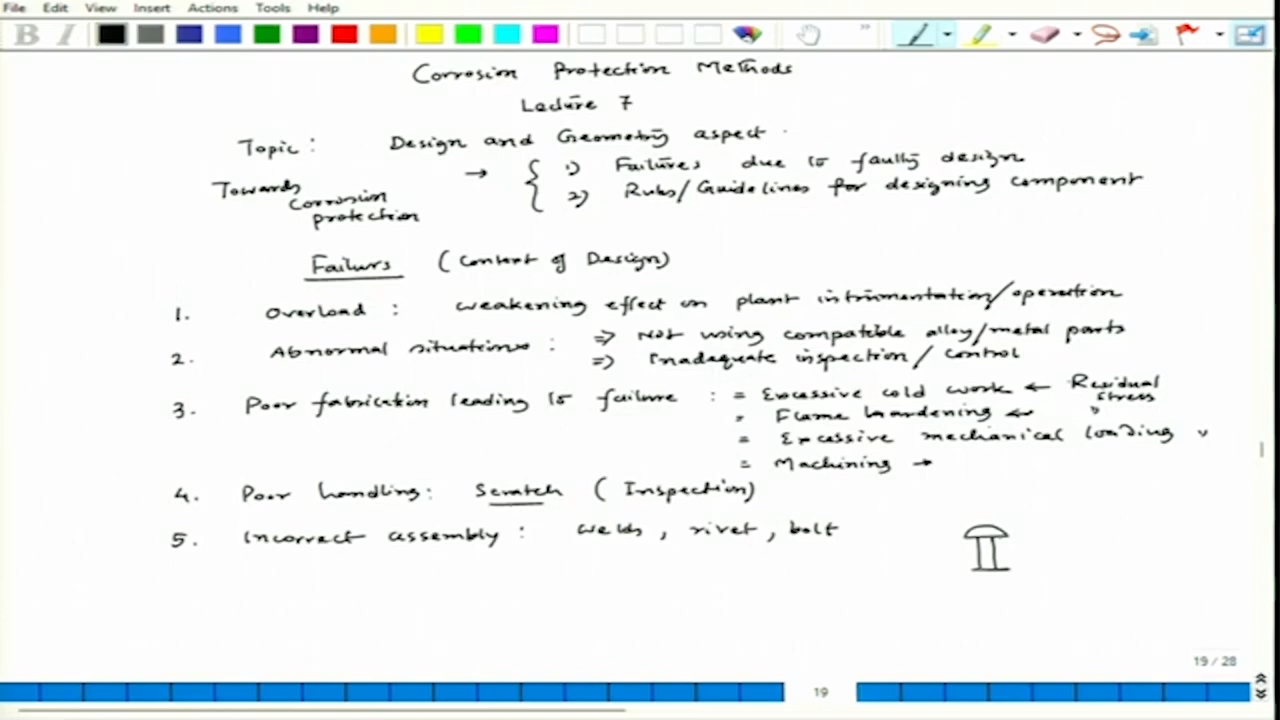 File Edit View Insert Actions Tools Help
B I
Corrosion Protection Methods
Lecture 7
Topic : Design and Geometry aspect
Towards Corrosion protection
→ { 1) Failures due to faulty design
2) Rules/Guidelines for designing component
Failurs (Context of Design)
1. Overload : weakening effect on plant instrumentation/operation
2. Abnormal situations : => Not using compatible alloy/metal parts
=> Inadequate inspection/control
3. Poor fabrication leading to failure : = Excessive cold work ← Residual stress
= Flame hardening ← "
= Excessive mechanical loading "
= Machining →
4. Poor handling : Scratch (Inspection)
5. Incorrect assembly : welds, rivet, bolt
19 / 28
19